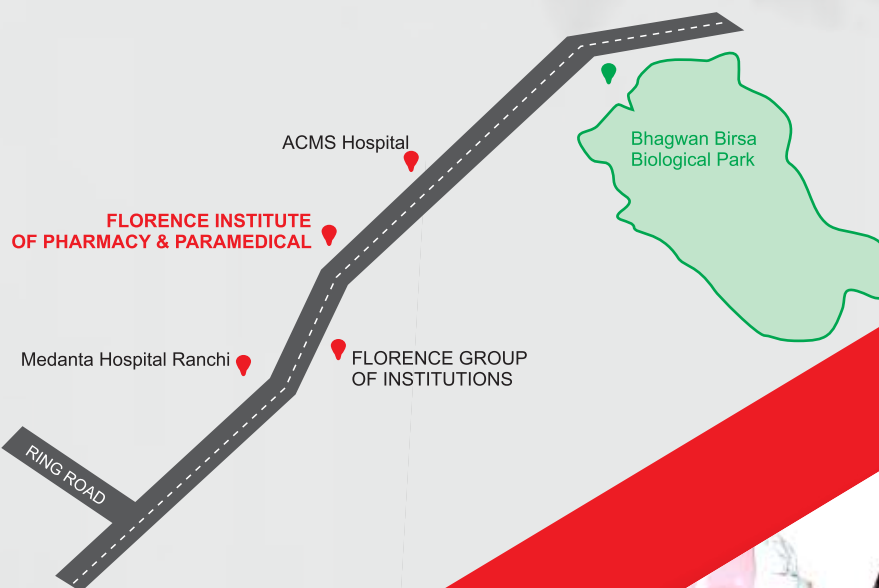 Bhagwan Birsa
Biological Park
ACMS Hospital
FLORENCE INSTITUTE
OF PHARMACY & PARAMEDICAL
Medanta Hospital Ranchi
FLORENCE GROUP
OF INSTITUTIONS
RING ROAD